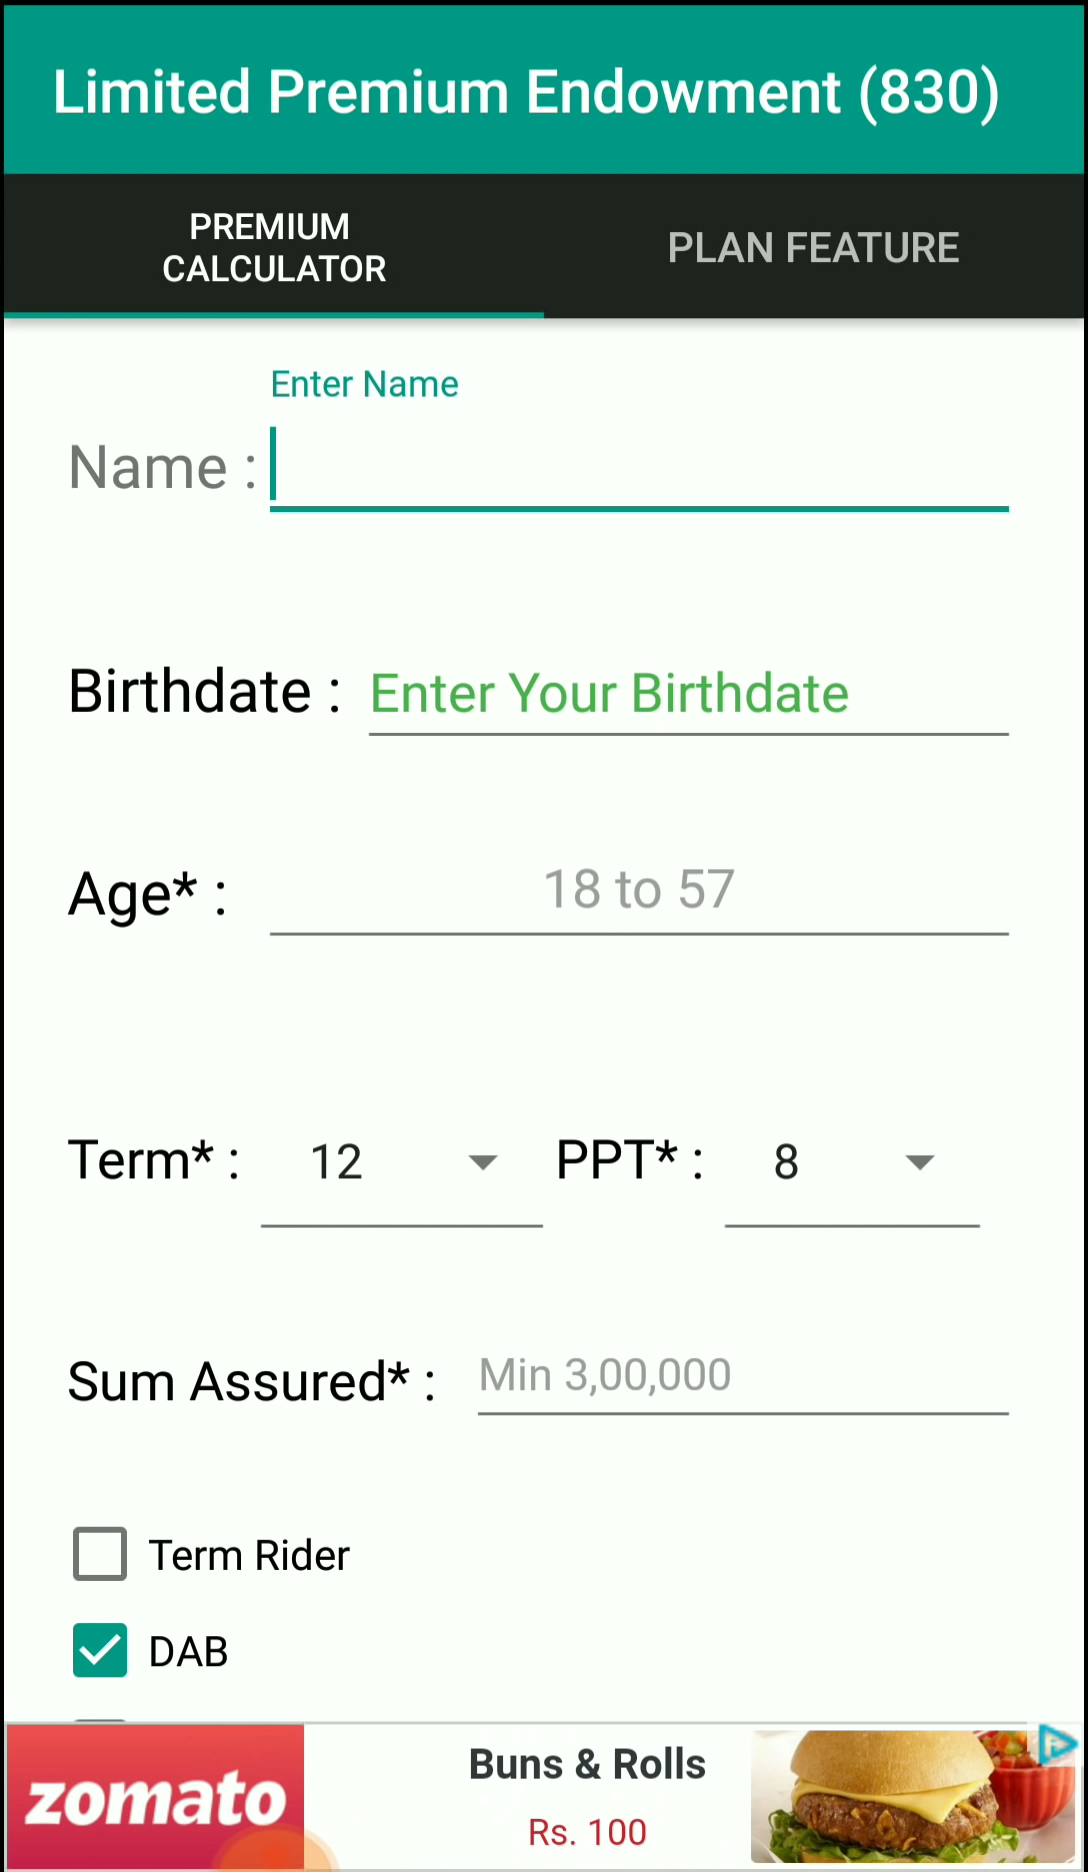 Limited Premium Endowment (830)
PREMIUM
CALCULATOR
PLAN FEATURE
Enter Name
Name :
Birthdate : Enter Your Birthdate
Age* : 18 to 57
Term* : 12 PPT* : 8
Sum Assured* : Min 3,00,000
Term Rider
DAB
zomato
Buns & Rolls
Rs. 100